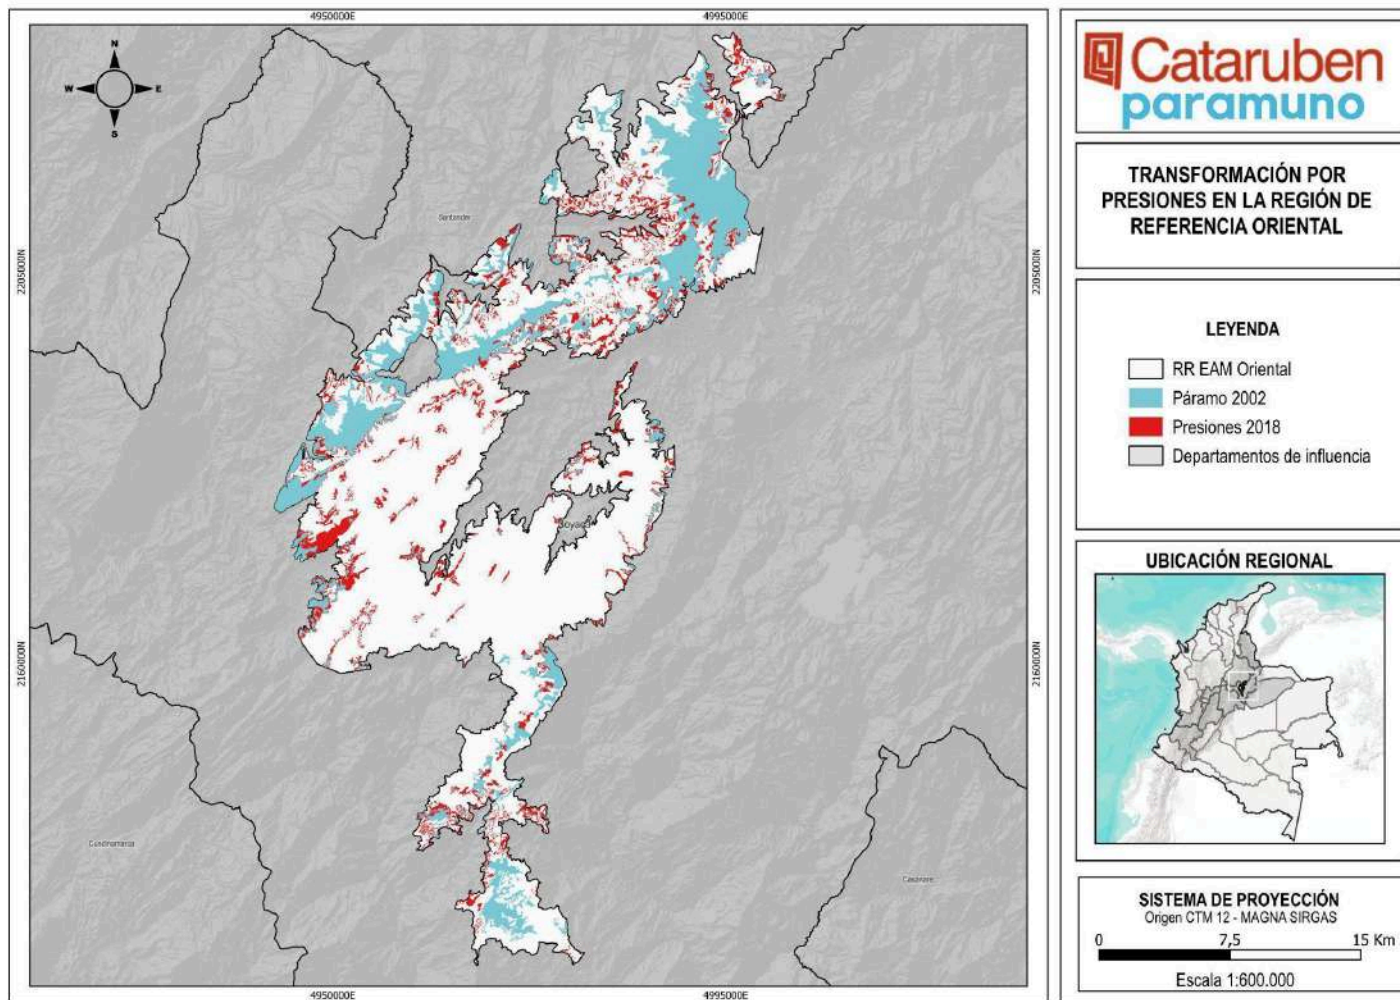 4950000E
4995000E
N
W
E
S
Santander
2205000N
2205000N
Boyacá
2160000N
2160000N
Cundinamarca
Casanare
4950000E
4995000E
Cataruben
paramuno
TRANSFORMACIÓN POR
PRESIONES EN LA REGIÓN DE
REFERENCIA ORIENTAL
LEYENDA
RR EAM Oriental
Páramo 2002
Presiones 2018
Departamentos de influencia
UBICACIÓN REGIONAL
SISTEMA DE PROYECCIÓN
Origen CTM 12 - MAGNA SIRGAS
0 7,5 15 Km
Escala 1:600.000